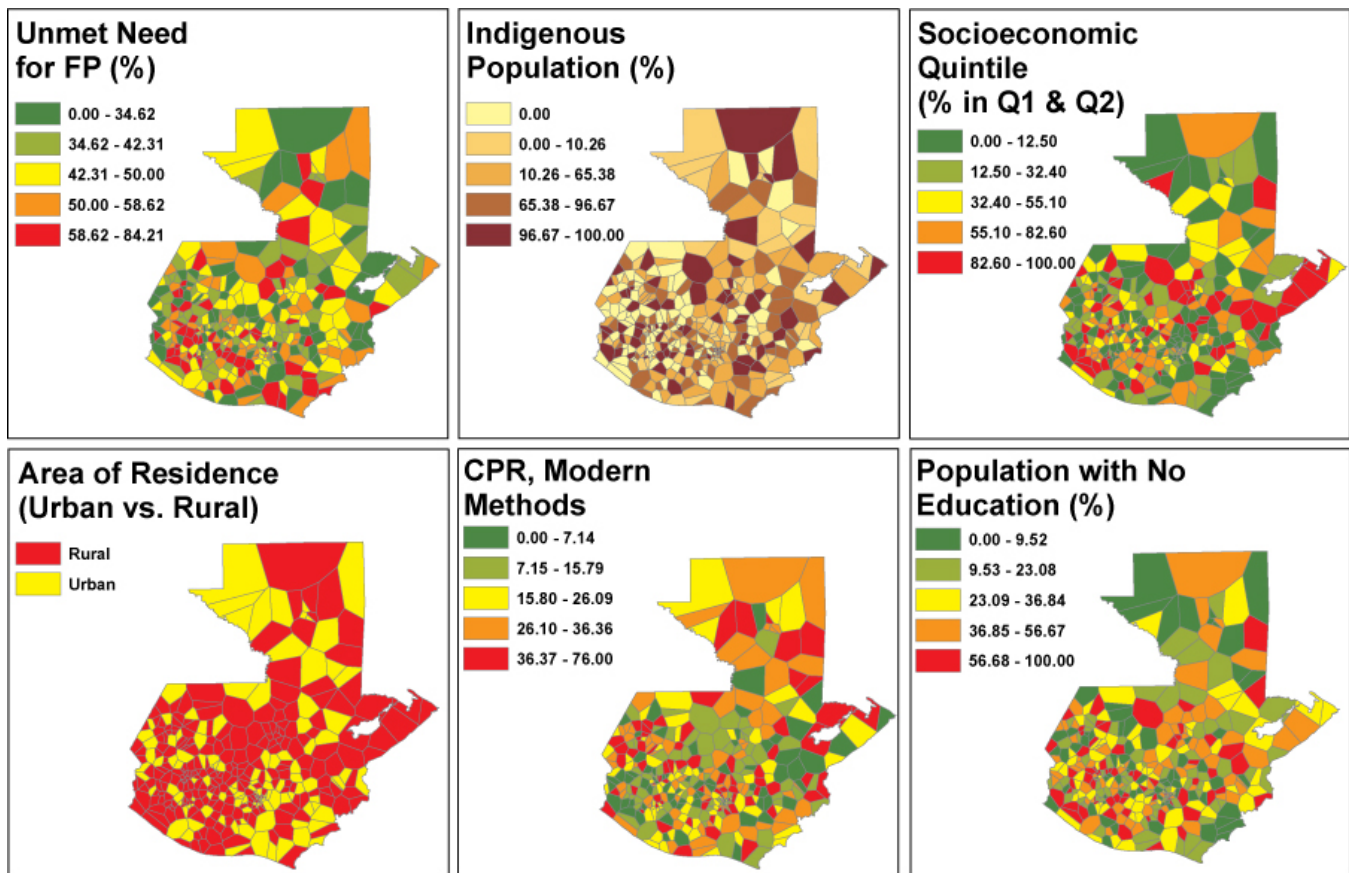 Unmet Need
for FP (%)
0.00 - 34.62
34.62 - 42.31
42.31 - 50.00
50.00 - 58.62
58.62 - 84.21
Indigenous
Population (%)
0.00
0.00 - 10.26
10.26 - 65.38
65.38 - 96.67
96.67 - 100.00
Socioeconomic
Quintile
(% in Q1 & Q2)
0.00 - 12.50
12.50 - 32.40
32.40 - 55.10
55.10 - 82.60
82.60 - 100.00
Area of Residence
(Urban vs. Rural)
Rural
Urban
CPR, Modern
Methods
0.00 - 7.14
7.15 - 15.79
15.80 - 26.09
26.10 - 36.36
36.37 - 76.00
Population with No
Education (%)
0.00 - 9.52
9.53 - 23.08
23.09 - 36.84
36.85 - 56.67
56.68 - 100.00